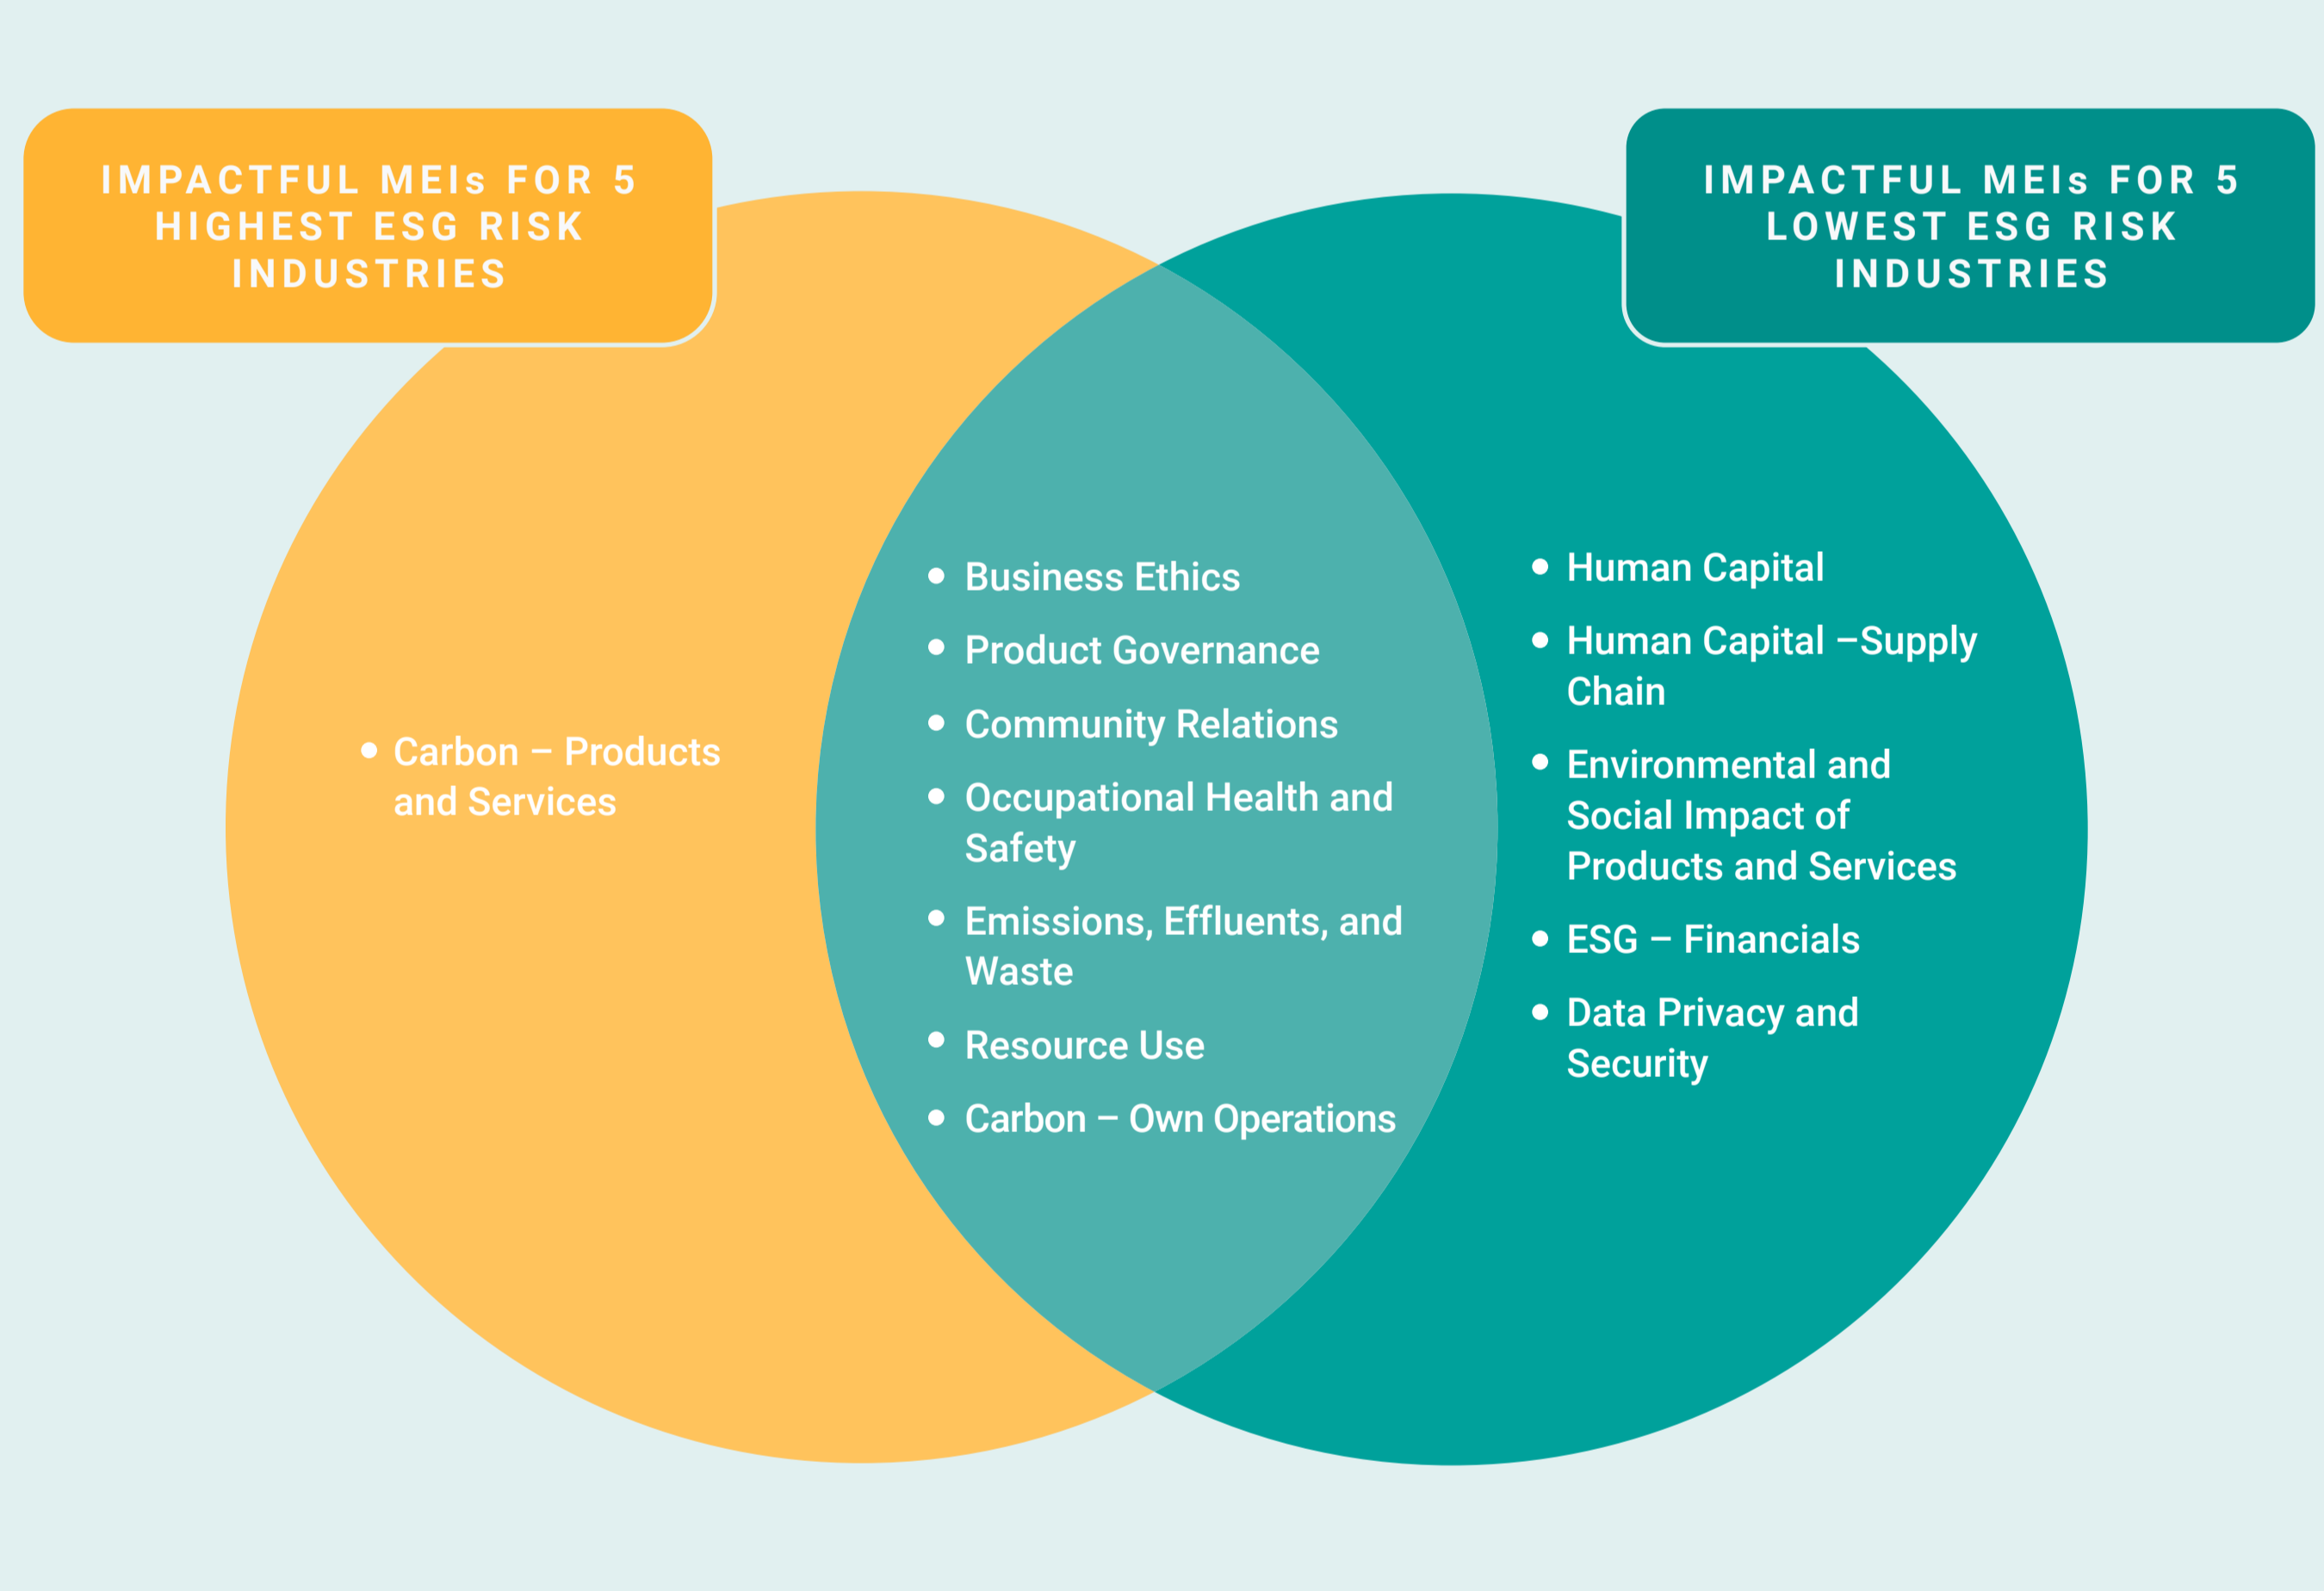 IMPACTFUL MEIs FOR 5
HIGHEST ESG RISK
INDUSTRIES
IMPACTFUL MEIs FOR 5
LOWEST ESG RISK
INDUSTRIES
• Carbon – Products
and Services
• Business Ethics
• Product Governance
• Community Relations
• Occupational Health and
Safety
• Emissions, Effluents, and
Waste
• Resource Use
• Carbon – Own Operations
• Human Capital
• Human Capital –Supply
Chain
• Environmental and
Social Impact of
Products and Services
• ESG – Financials
• Data Privacy and
Security